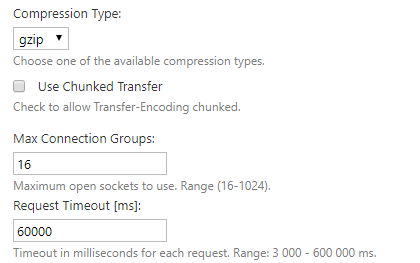 Compression Type:
gzip
Choose one of the available compression types.
Use Chunked Transfer
Check to allow Transfer-Encoding chunked.
Max Connection Groups:
16
Maximum open sockets to use. Range (16-1024).
Request Timeout [ms]:
60000
Timeout in milliseconds for each request. Range: 3 000 - 600 000 ms.